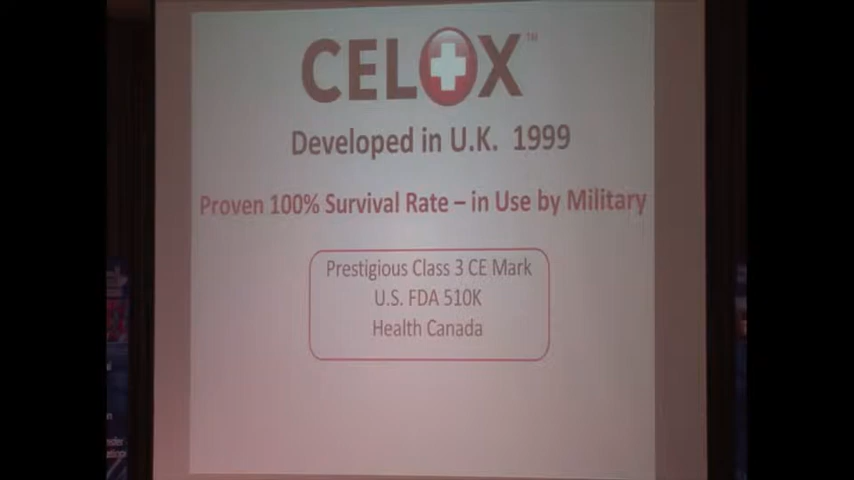 CELOX™
Developed in U.K. 1999
Proven 100% Survival Rate – in Use by Military
Prestigious Class 3 CE Mark
U.S. FDA 510K
Health Canada